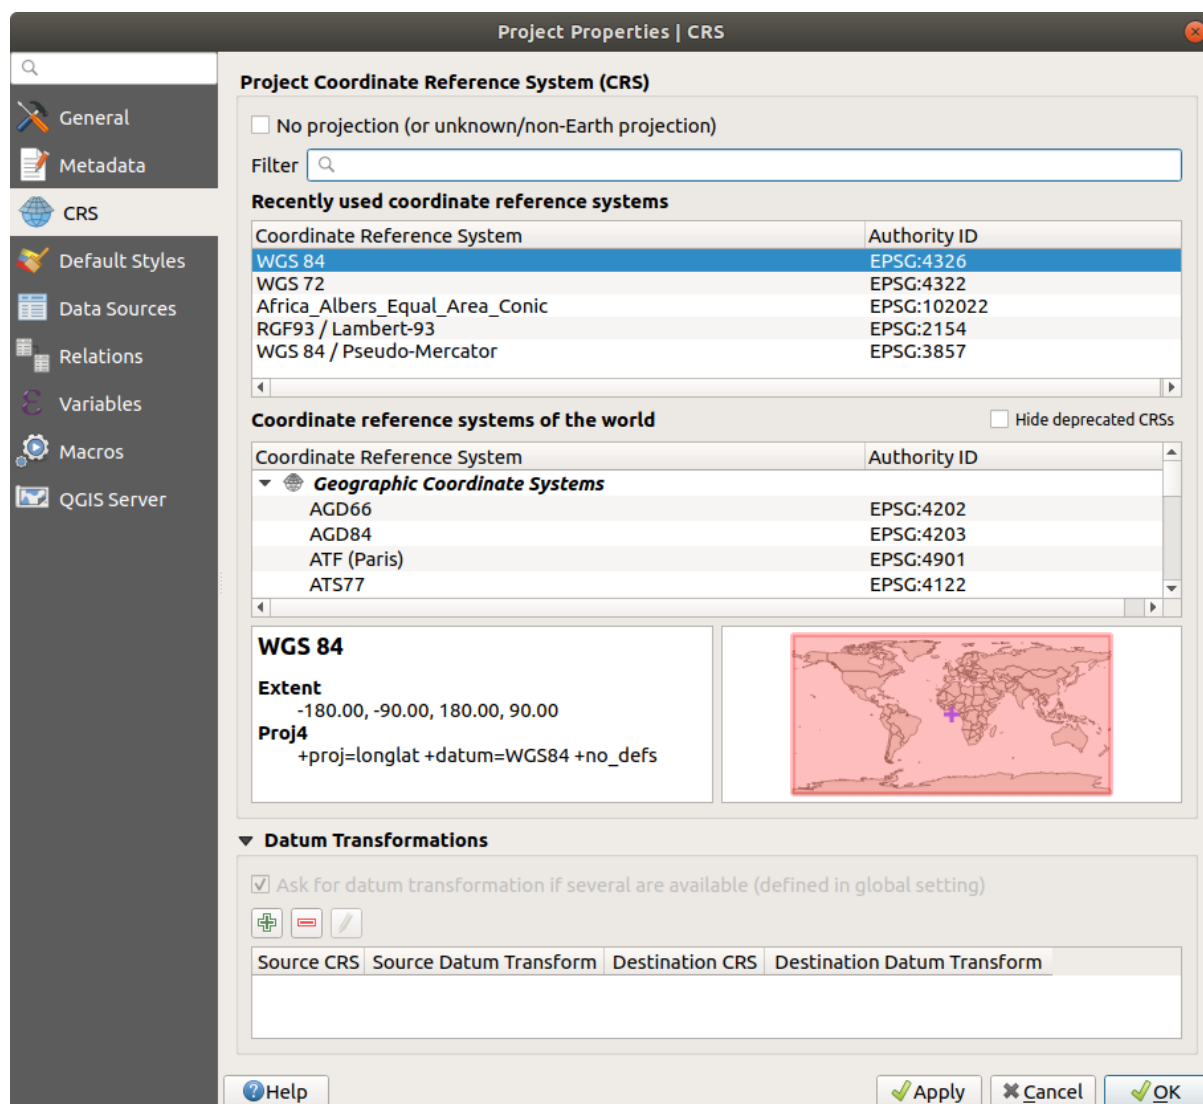 Project Properties | CRS
General
Metadata
CRS
Default Styles
Data Sources
Relations
Variables
Macros
QGIS Server
Project Coordinate Reference System (CRS)
No projection (or unknown/non-Earth projection)
Filter
Recently used coordinate reference systems
Coordinate Reference System Authority ID
WGS 84 EPSG:4326
WGS 72 EPSG:4322
Africa_Albers_Equal_Area_Conic EPSG:102022
RGF93 / Lambert-93 EPSG:2154
WGS 84 / Pseudo-Mercator EPSG:3857
Coordinate reference systems of the world Hide deprecated CRSs
Coordinate Reference System Authority ID
Geographic Coordinate Systems
AGD66 EPSG:4202
AGD84 EPSG:4203
ATF (Paris) EPSG:4901
ATS77 EPSG:4122
WGS 84
Extent
-180.00, -90.00, 180.00, 90.00
Proj4
+proj=longlat +datum=WGS84 +no_defs
Datum Transformations
Ask for datum transformation if several are available (defined in global setting)
Source CRS Source Datum Transform Destination CRS Destination Datum Transform
Help Apply Cancel OK